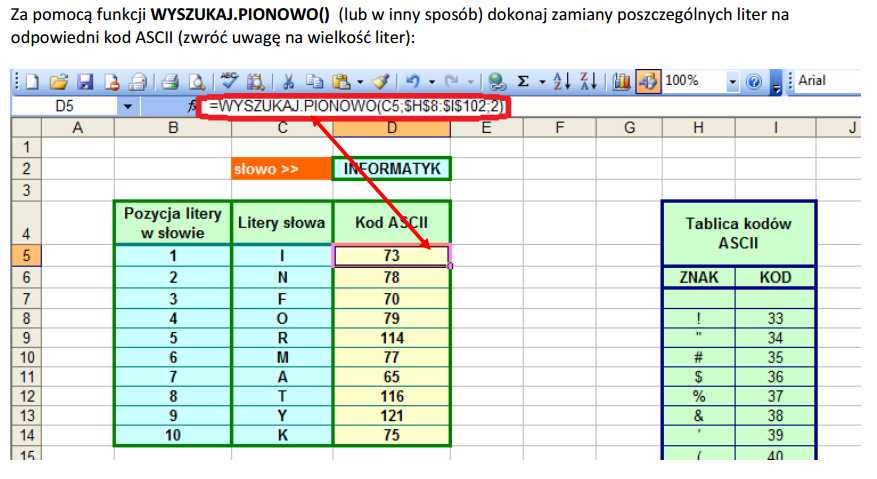 Za pomocą funkcji WYSZUKAJ.PIONOWO() (lub w inny sposób) dokonaj zamiany poszczególnych liter na
odpowiedni kod ASCII (zwróć uwagę na wielkość liter):
100% Arial
D5 fx =WYSZUKAJ.PIONOWO(C5;$H$8:$I$102;2)
A B C D E F G H I J
1
2 słowo >> INFORMATYK
3
4 Pozycja litery w słowie Litery słowa Kod ASCII Tablica kodów ASCII
5 1 I 73
6 2 N 78 ZNAK KOD
7 3 F 70
8 4 O 79 ! 33
9 5 R 114 " 34
10 6 M 77 # 35
11 7 A 65 $ 36
12 8 T 116 % 37
13 9 Y 121 & 38
14 10 K 75 ' 39
15 ( 40